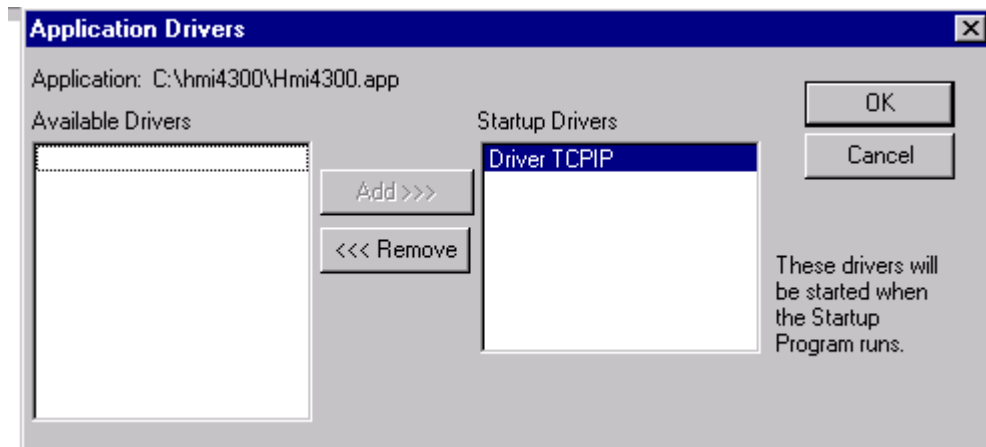 Application Drivers
Application: C:\hmi4300\Hmi4300.app
Available Drivers
Startup Drivers
Driver TCPIP
Add >>>
<<< Remove
OK
Cancel
These drivers will
be started when
the Startup
Program runs.